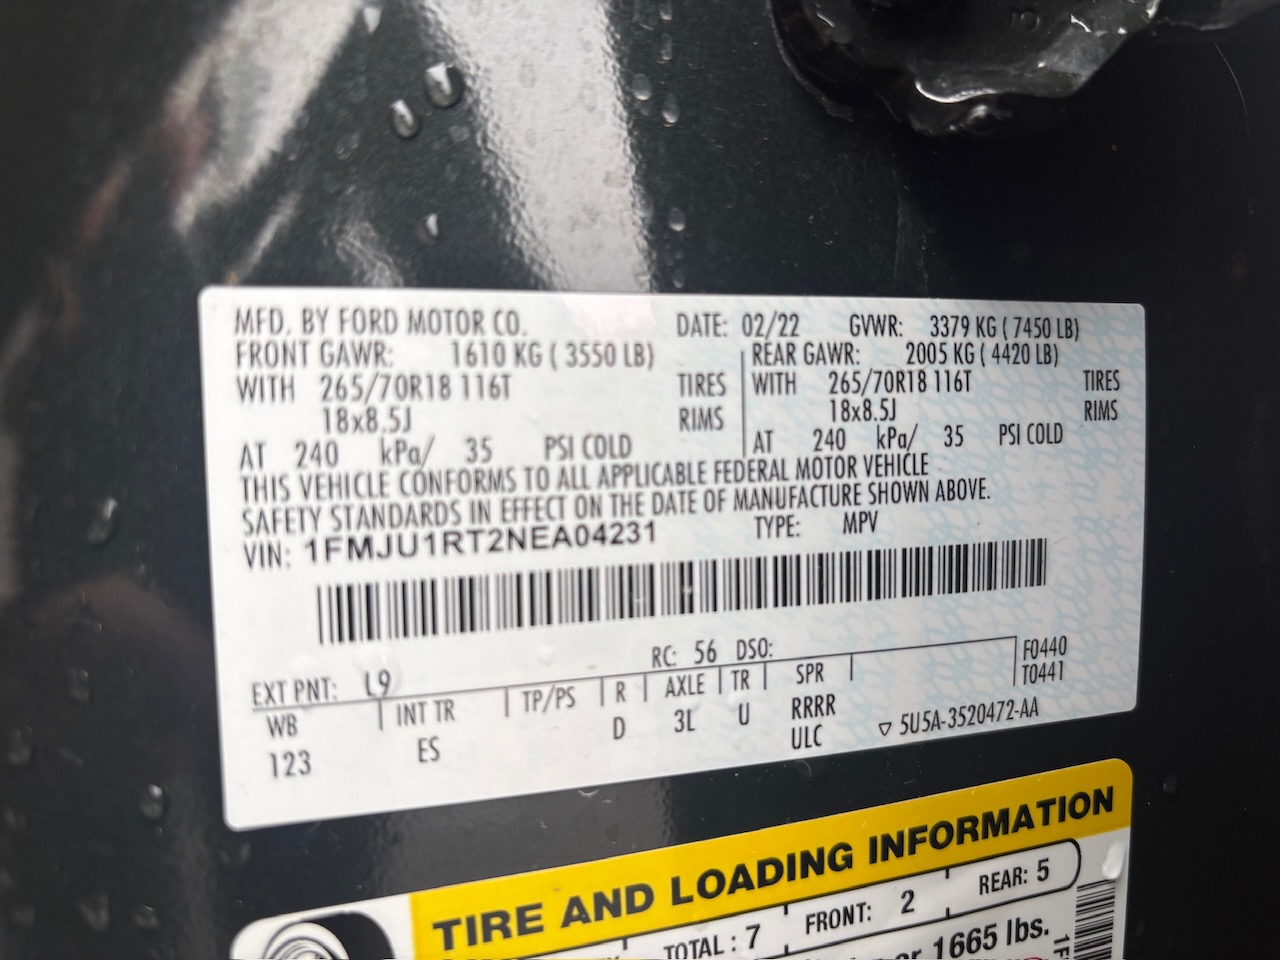 MFD. BY FORD MOTOR CO. DATE: 02/22 GVWR: 3379 KG ( 7450 LB)
FRONT GAWR: 1610 KG ( 3550 LB) REAR GAWR: 2005 KG ( 4420 LB)
WITH 265/70R18 116T TIRES WITH 265/70R18 116T TIRES
18x8.5J RIMS 18x8.5J RIMS
AT 240 kPa/ 35 PSI COLD AT 240 kPa/ 35 PSI COLD
THIS VEHICLE CONFORMS TO ALL APPLICABLE FEDERAL MOTOR VEHICLE
SAFETY STANDARDS IN EFFECT ON THE DATE OF MANUFACTURE SHOWN ABOVE.
VIN: 1FMJU1RT2NEA04231 TYPE: MPV
EXT PNT: L9 RC: 56 DSO: F0440
T0441
WB INT TR TP/PS R AXLE TR SPR
123 ES D 3L U RRRR
ULC ▽ 5U5A-3520472-AA
TIRE AND LOADING INFORMATION
TOTAL : 7 FRONT: 2 REAR: 5
1665 lbs.